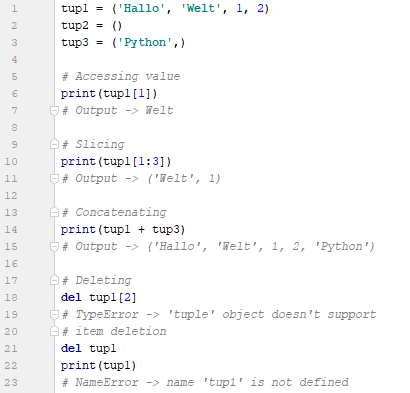 1 tup1 = ('Hallo', 'Welt', 1, 2)
2 tup2 = ()
3 tup3 = ('Python',)
4
5 # Accessing value
6 print(tup1[1])
7 # Output -> Welt
8
9 # Slicing
10 print(tup1[1:3])
11 # Output -> ('Welt', 1)
12
13 # Concatenating
14 print(tup1 + tup3)
15 # Output -> ('Hallo', 'Welt', 1, 2, 'Python')
16
17 # Deleting
18 del tup1[2]
19 # TypeError -> 'tuple' object doesn't support
20 # item deletion
21 del tup1
22 print(tup1)
23 # NameError -> name 'tup1' is not defined